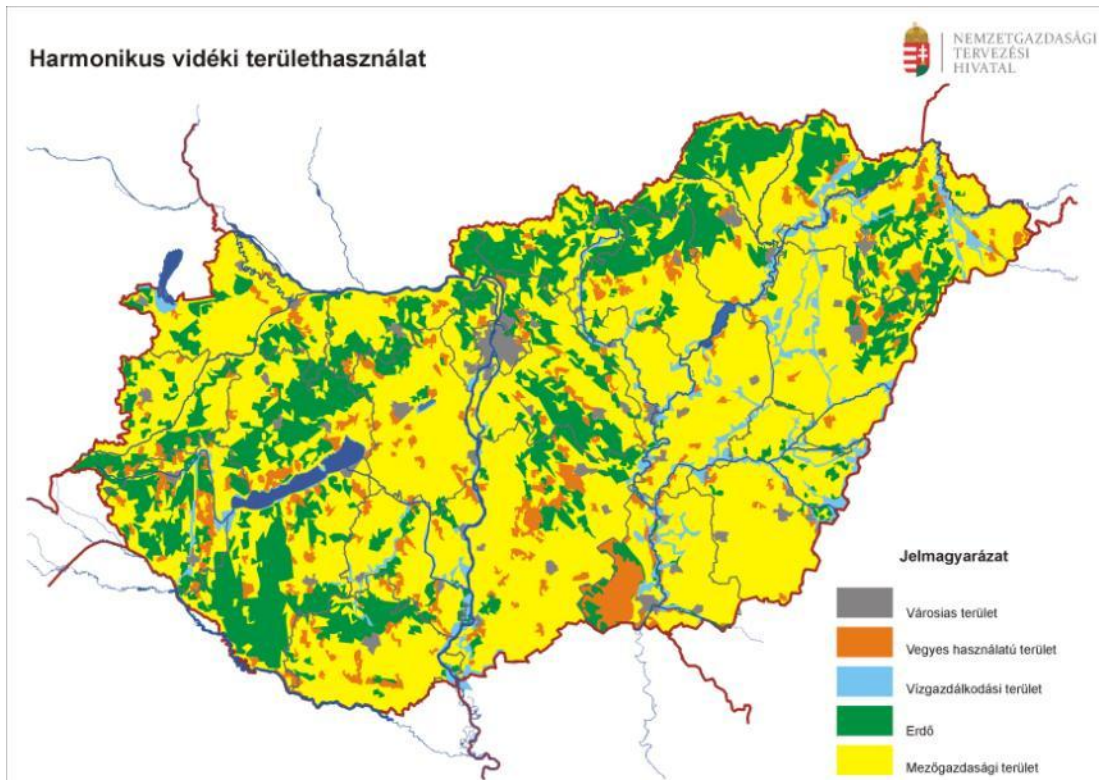 Harmonikus vidéki területhasználat
NEMZETGAZDASÁGI
TERVEZÉSI
HIVATAL
Jelmagyarázat
Városias terület
Vegyes használatú terület
Vízgazdálkodási terület
Erdő
Mezőgazdasági terület